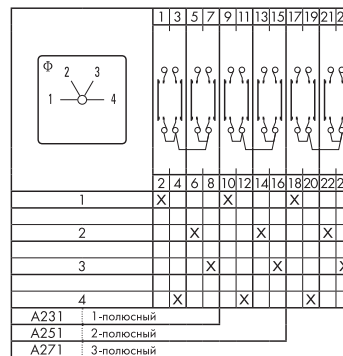 1 3 5 7 9 11 13 15 17 19 21
Ф 2 3
1 4
2 4 6 8 10 12 14 16 18 20 22
1 X X X
2 X X X
3 X X X
4 X X X
A231 1-полюсный
A251 2-полюсный
A271 3-полюсный